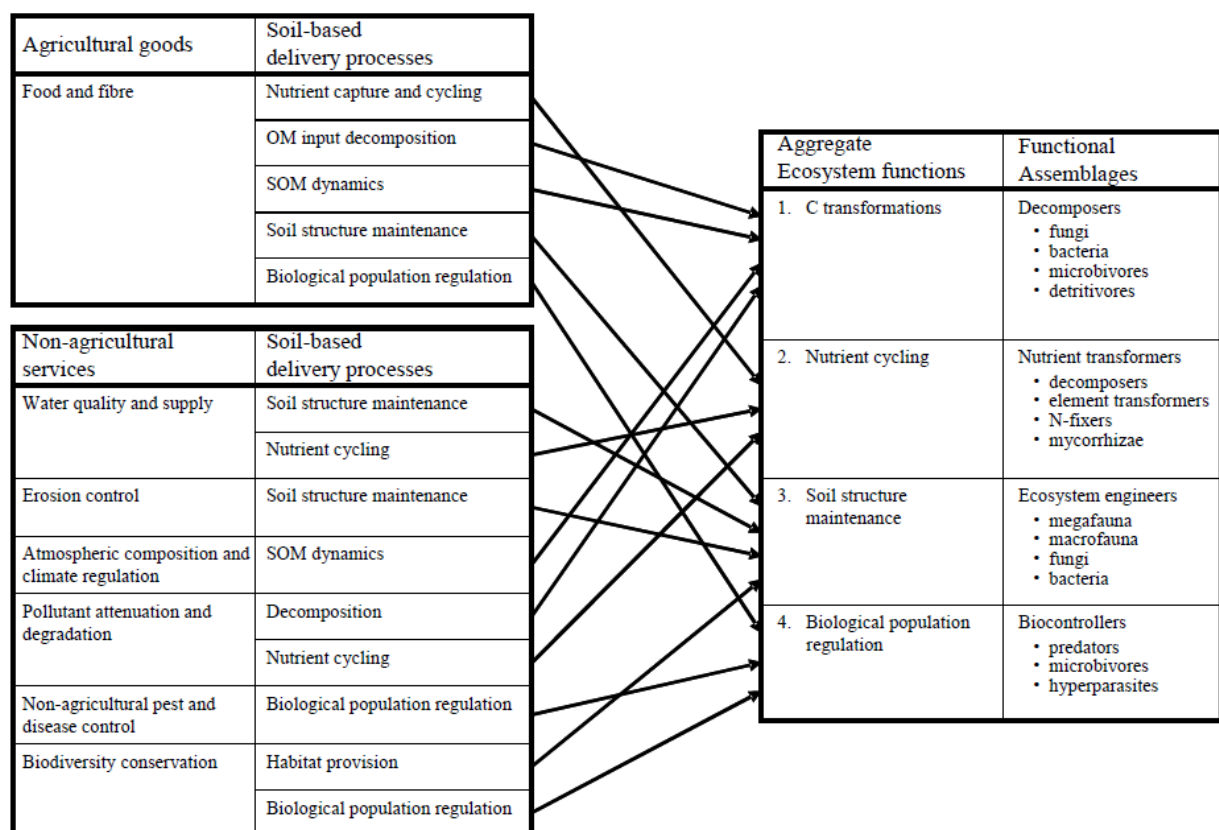 Agricultural goods
Soil-based
delivery processes
Food and fibre
Nutrient capture and cycling
OM input decomposition
SOM dynamics
Soil structure maintenance
Biological population regulation
Non-agricultural
services
Soil-based
delivery processes
Water quality and supply
Soil structure maintenance
Nutrient cycling
Erosion control
Soil structure maintenance
Atmospheric composition and
climate regulation
SOM dynamics
Pollutant attenuation and
degradation
Decomposition
Nutrient cycling
Non-agricultural pest and
disease control
Biological population regulation
Biodiversity conservation
Habitat provision
Biological population regulation
Aggregate
Ecosystem functions
Functional
Assemblages
1. C transformations
Decomposers
• fungi
• bacteria
• microbivores
• detritivores
2. Nutrient cycling
Nutrient transformers
• decomposers
• element transformers
• N-fixers
• mycorrhizae
3. Soil structure
maintenance
Ecosystem engineers
• megafauna
• macrofauna
• fungi
• bacteria
4. Biological population
regulation
Biocontrollers
• predators
• microbivores
• hyperparasites